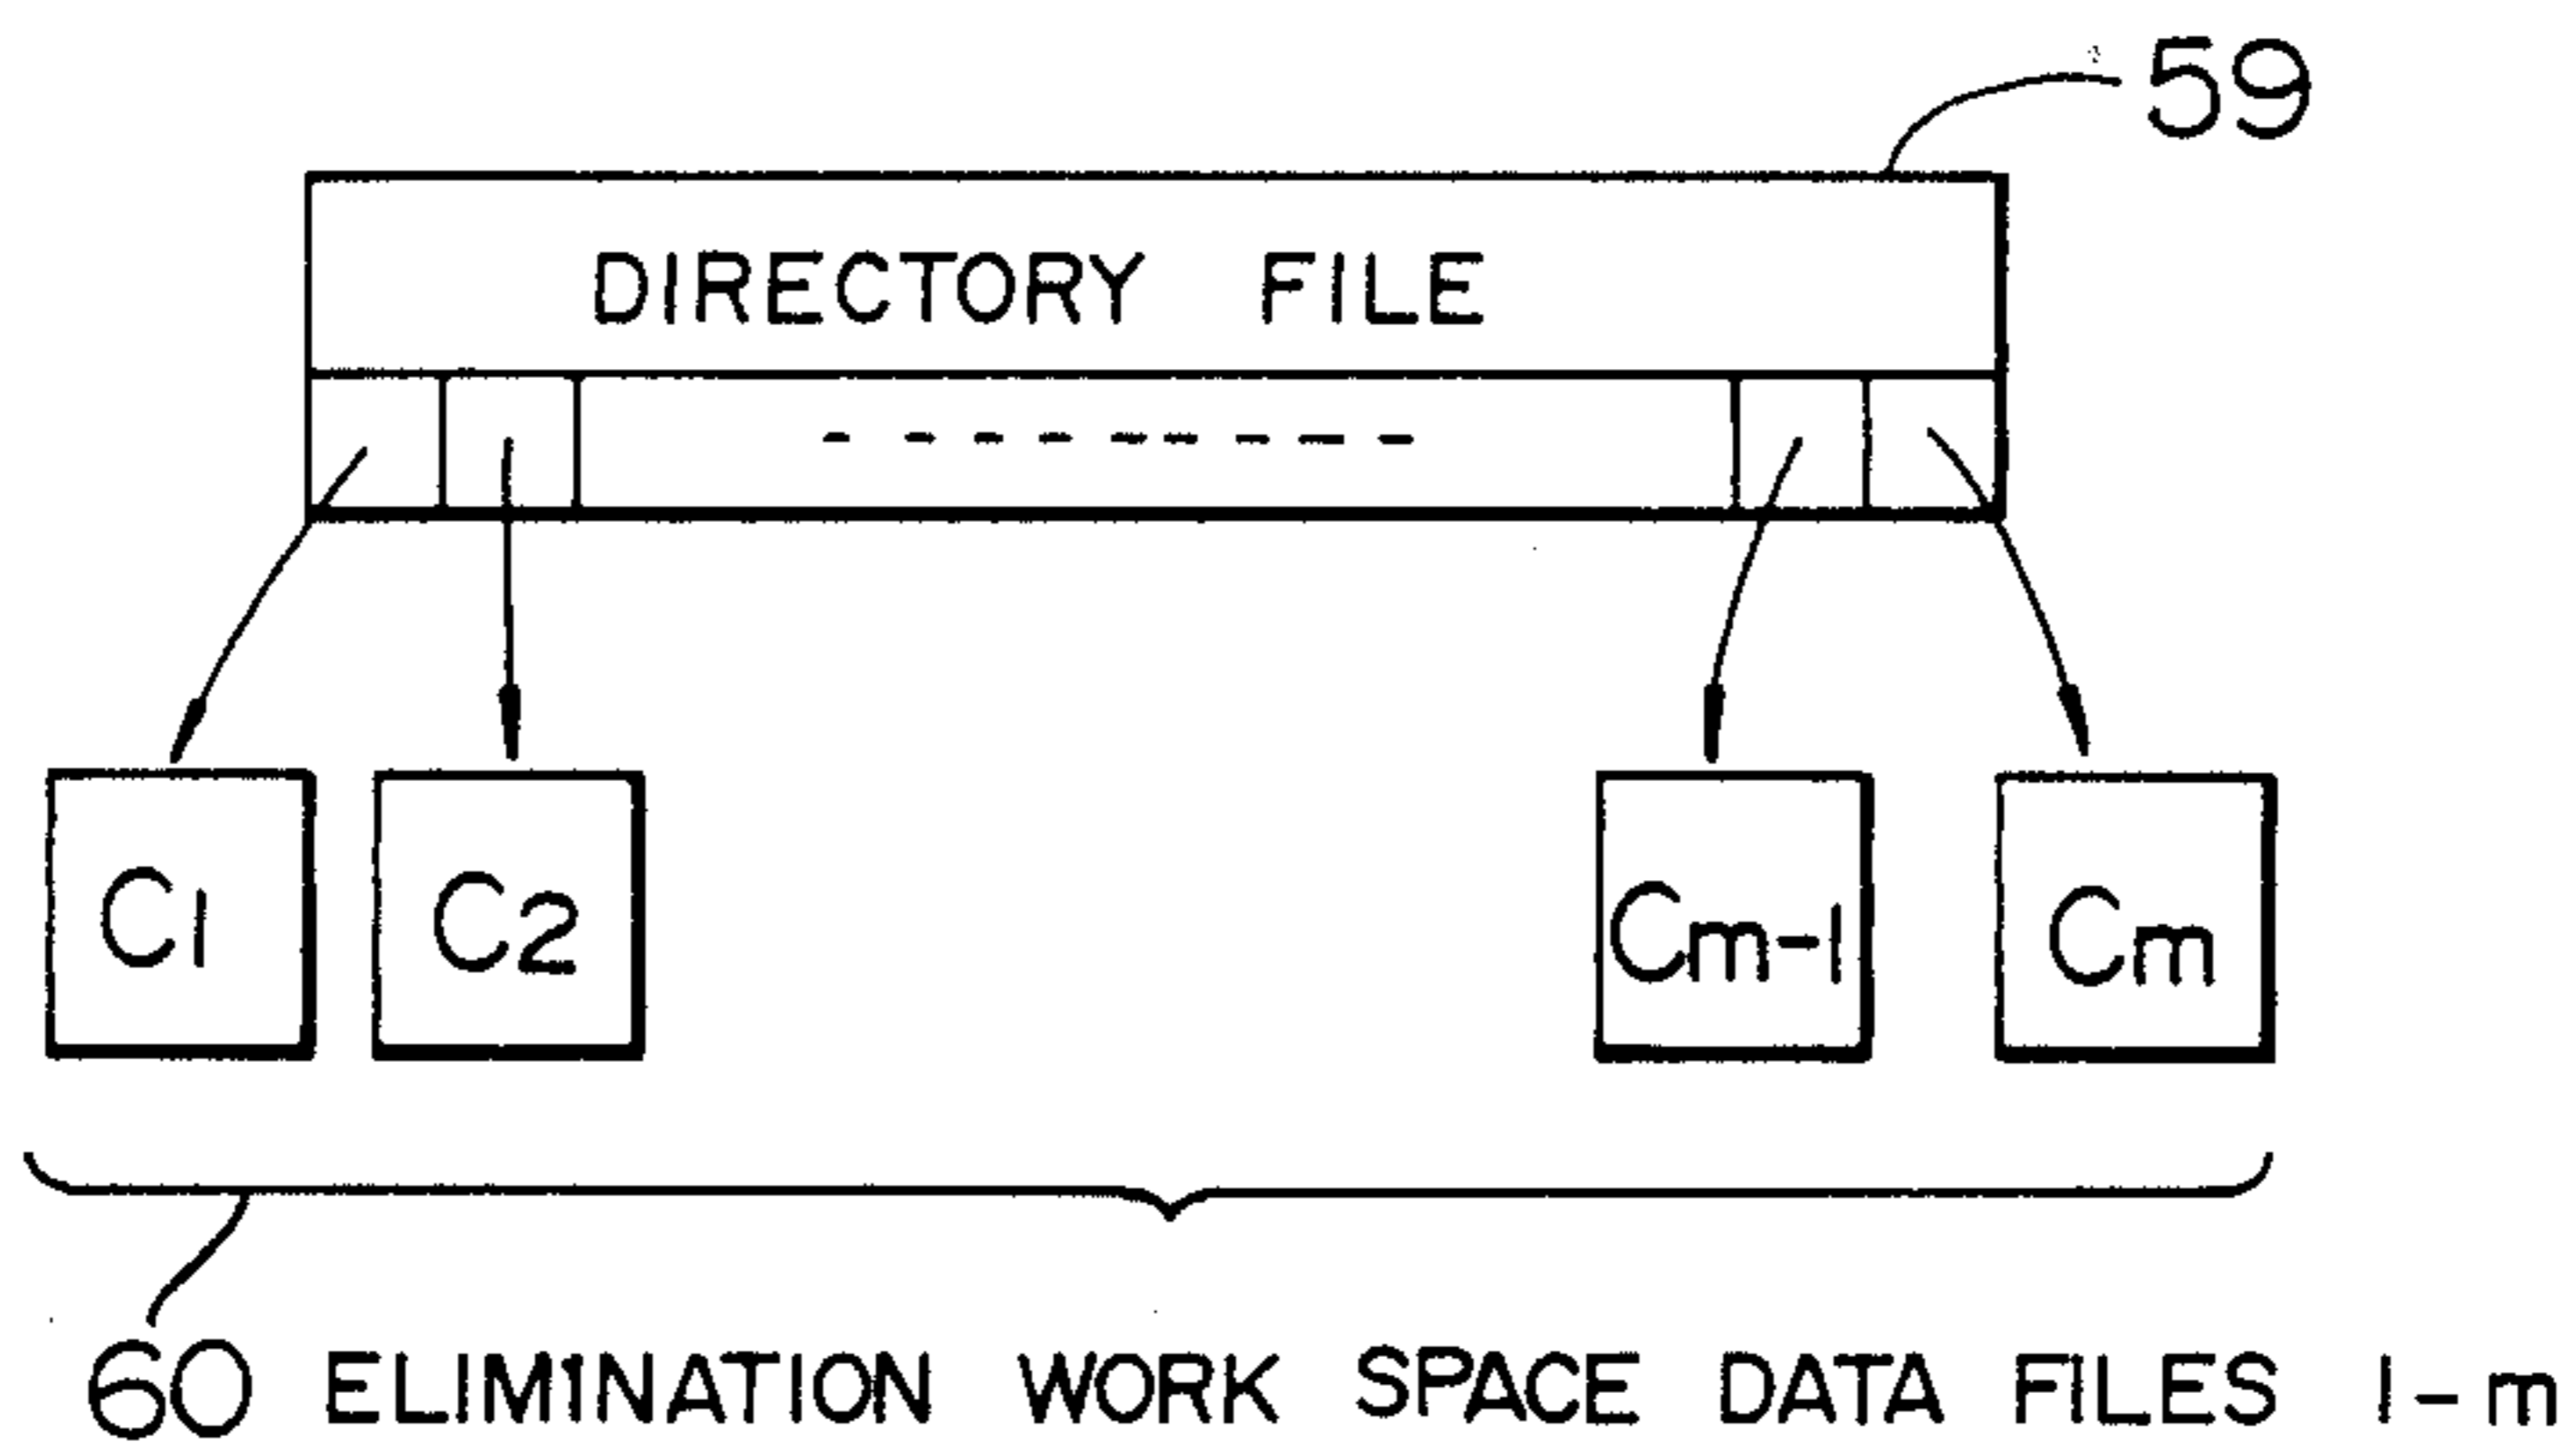 59
DIRECTORY FILE
C1 C2 Cm-1 Cm
60 ELIMINATION WORK SPACE DATA FILES 1-m